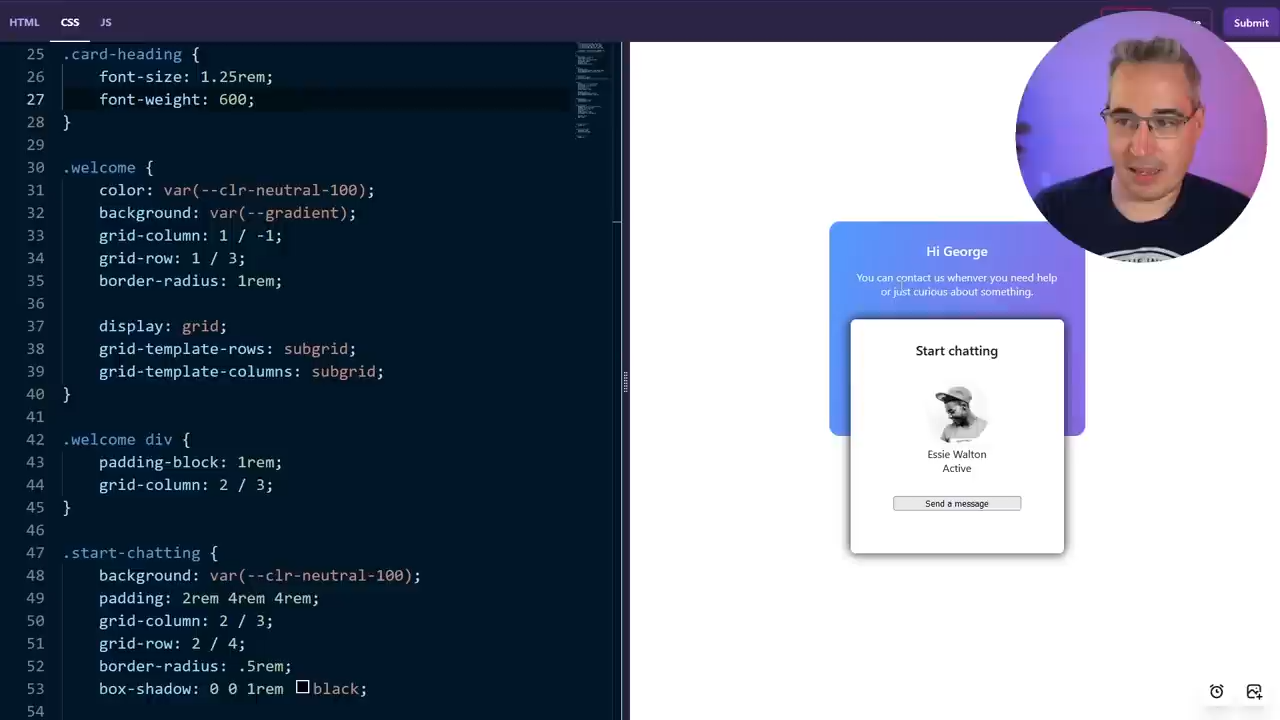 HTML CSS JS
Submit
25 .card-heading {
26 font-size: 1.25rem;
27 font-weight: 600;
28 }
29
30 .welcome {
31 color: var(--clr-neutral-100);
32 background: var(--gradient);
33 grid-column: 1 / -1;
34 grid-row: 1 / 3;
35 border-radius: 1rem;
36
37 display: grid;
38 grid-template-rows: subgrid;
39 grid-template-columns: subgrid;
40 }
41
42 .welcome div {
43 padding-block: 1rem;
44 grid-column: 2 / 3;
45 }
46
47 .start-chatting {
48 background: var(--clr-neutral-100);
49 padding: 2rem 4rem 4rem;
50 grid-column: 2 / 3;
51 grid-row: 2 / 4;
52 border-radius: .5rem;
53 box-shadow: 0 0 1rem black;
54
Hi George
You can contact us whenver you need help
or just curious about something.
Start chatting
Essie Walton
Active
Send a message